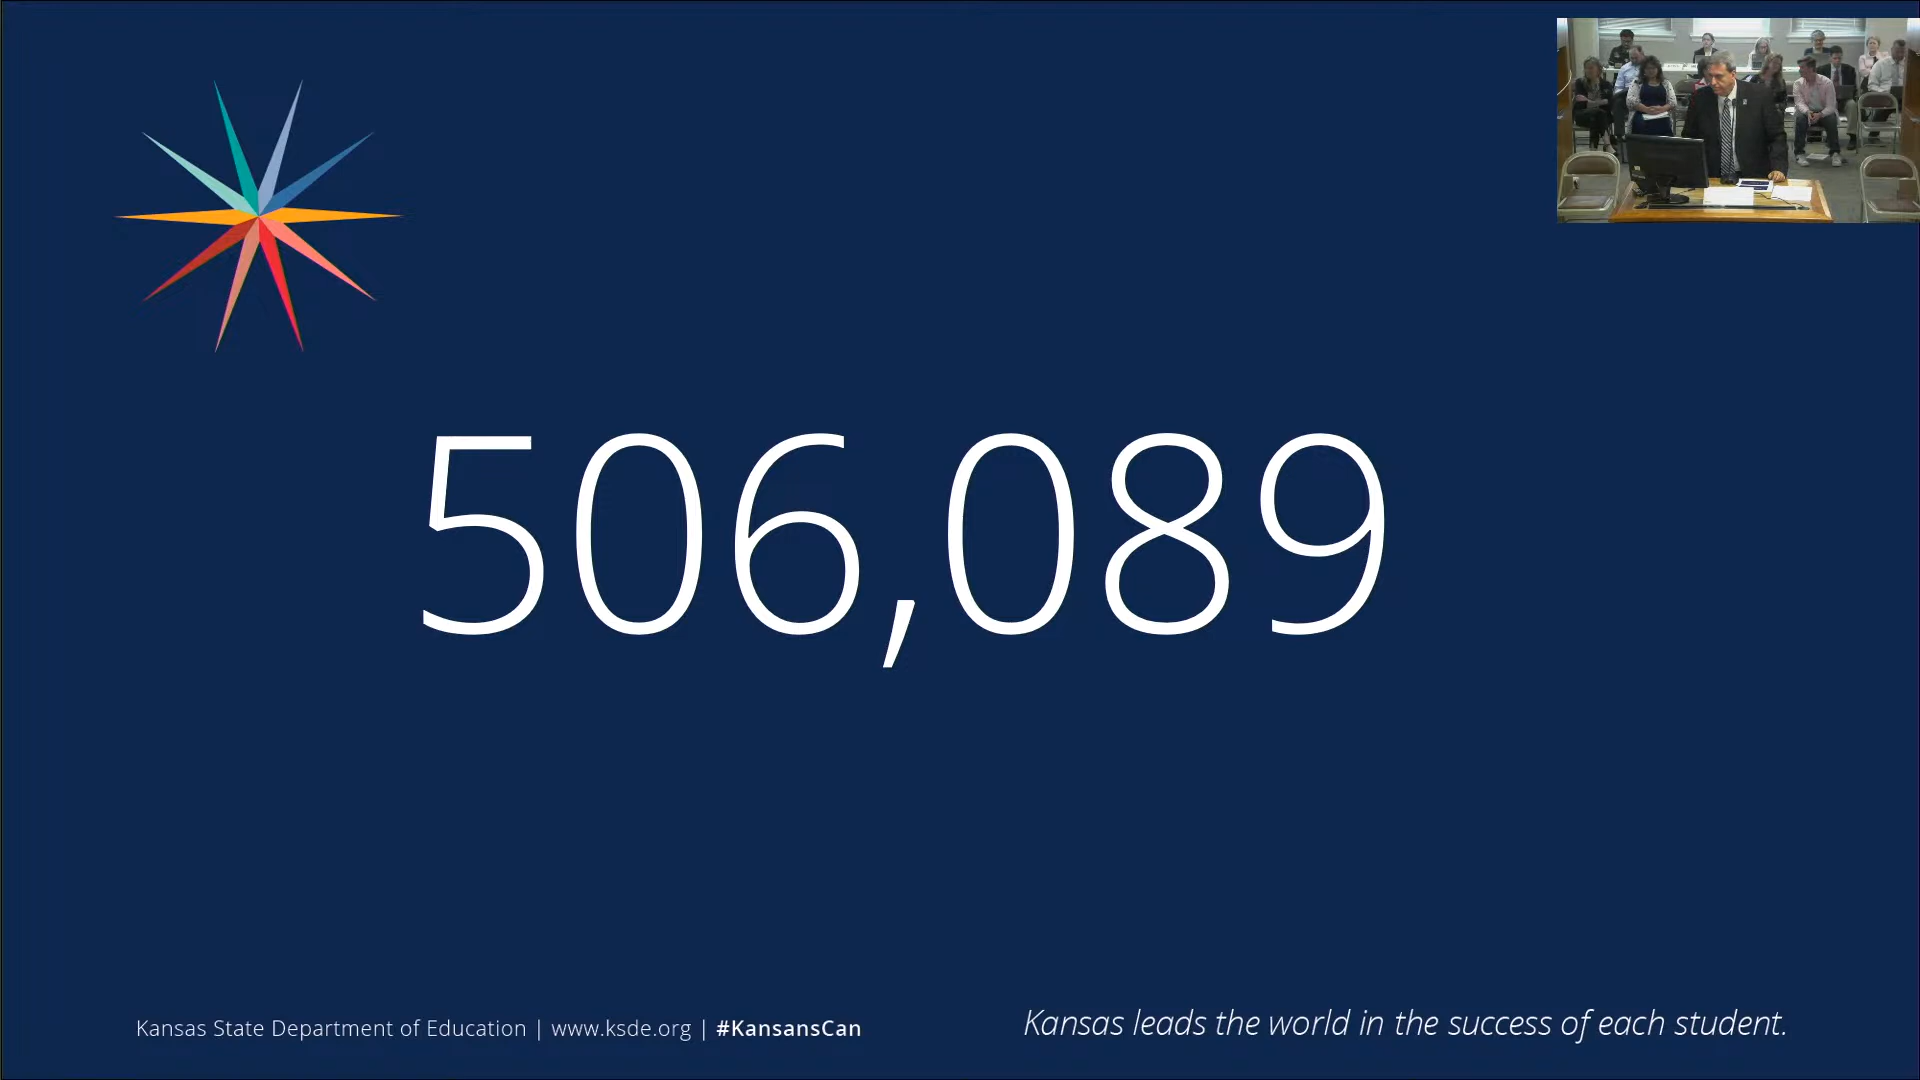 506,089
Kansas State Department of Education | www.ksde.org | #KansansCan
Kansas leads the world in the success of each student.